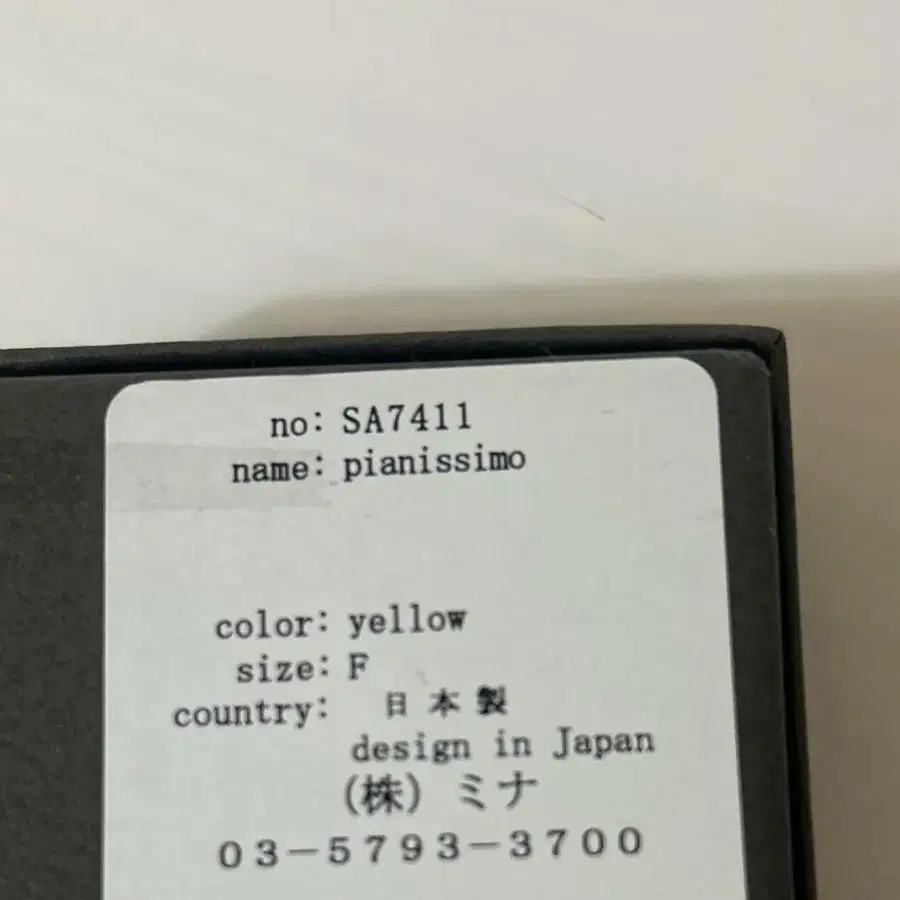 no: SA7411
name: pianissimo
color: yellow
size: F
country: 日本製
design in Japan
(株) ミナ
03-5793-3700